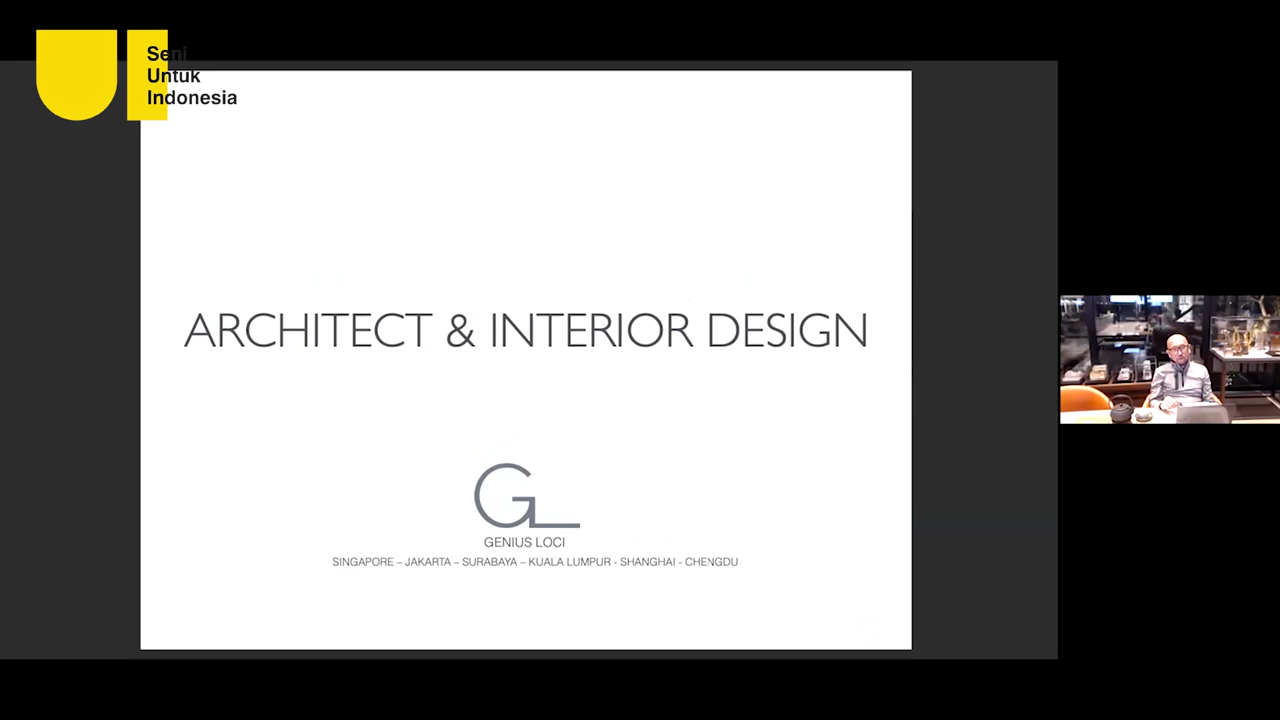 Seni
Untuk
Indonesia
ARCHITECT & INTERIOR DESIGN
GL
GENIUS LOCI
SINGAPORE – JAKARTA – SURABAYA – KUALA LUMPUR - SHANGHAI - CHENGDU